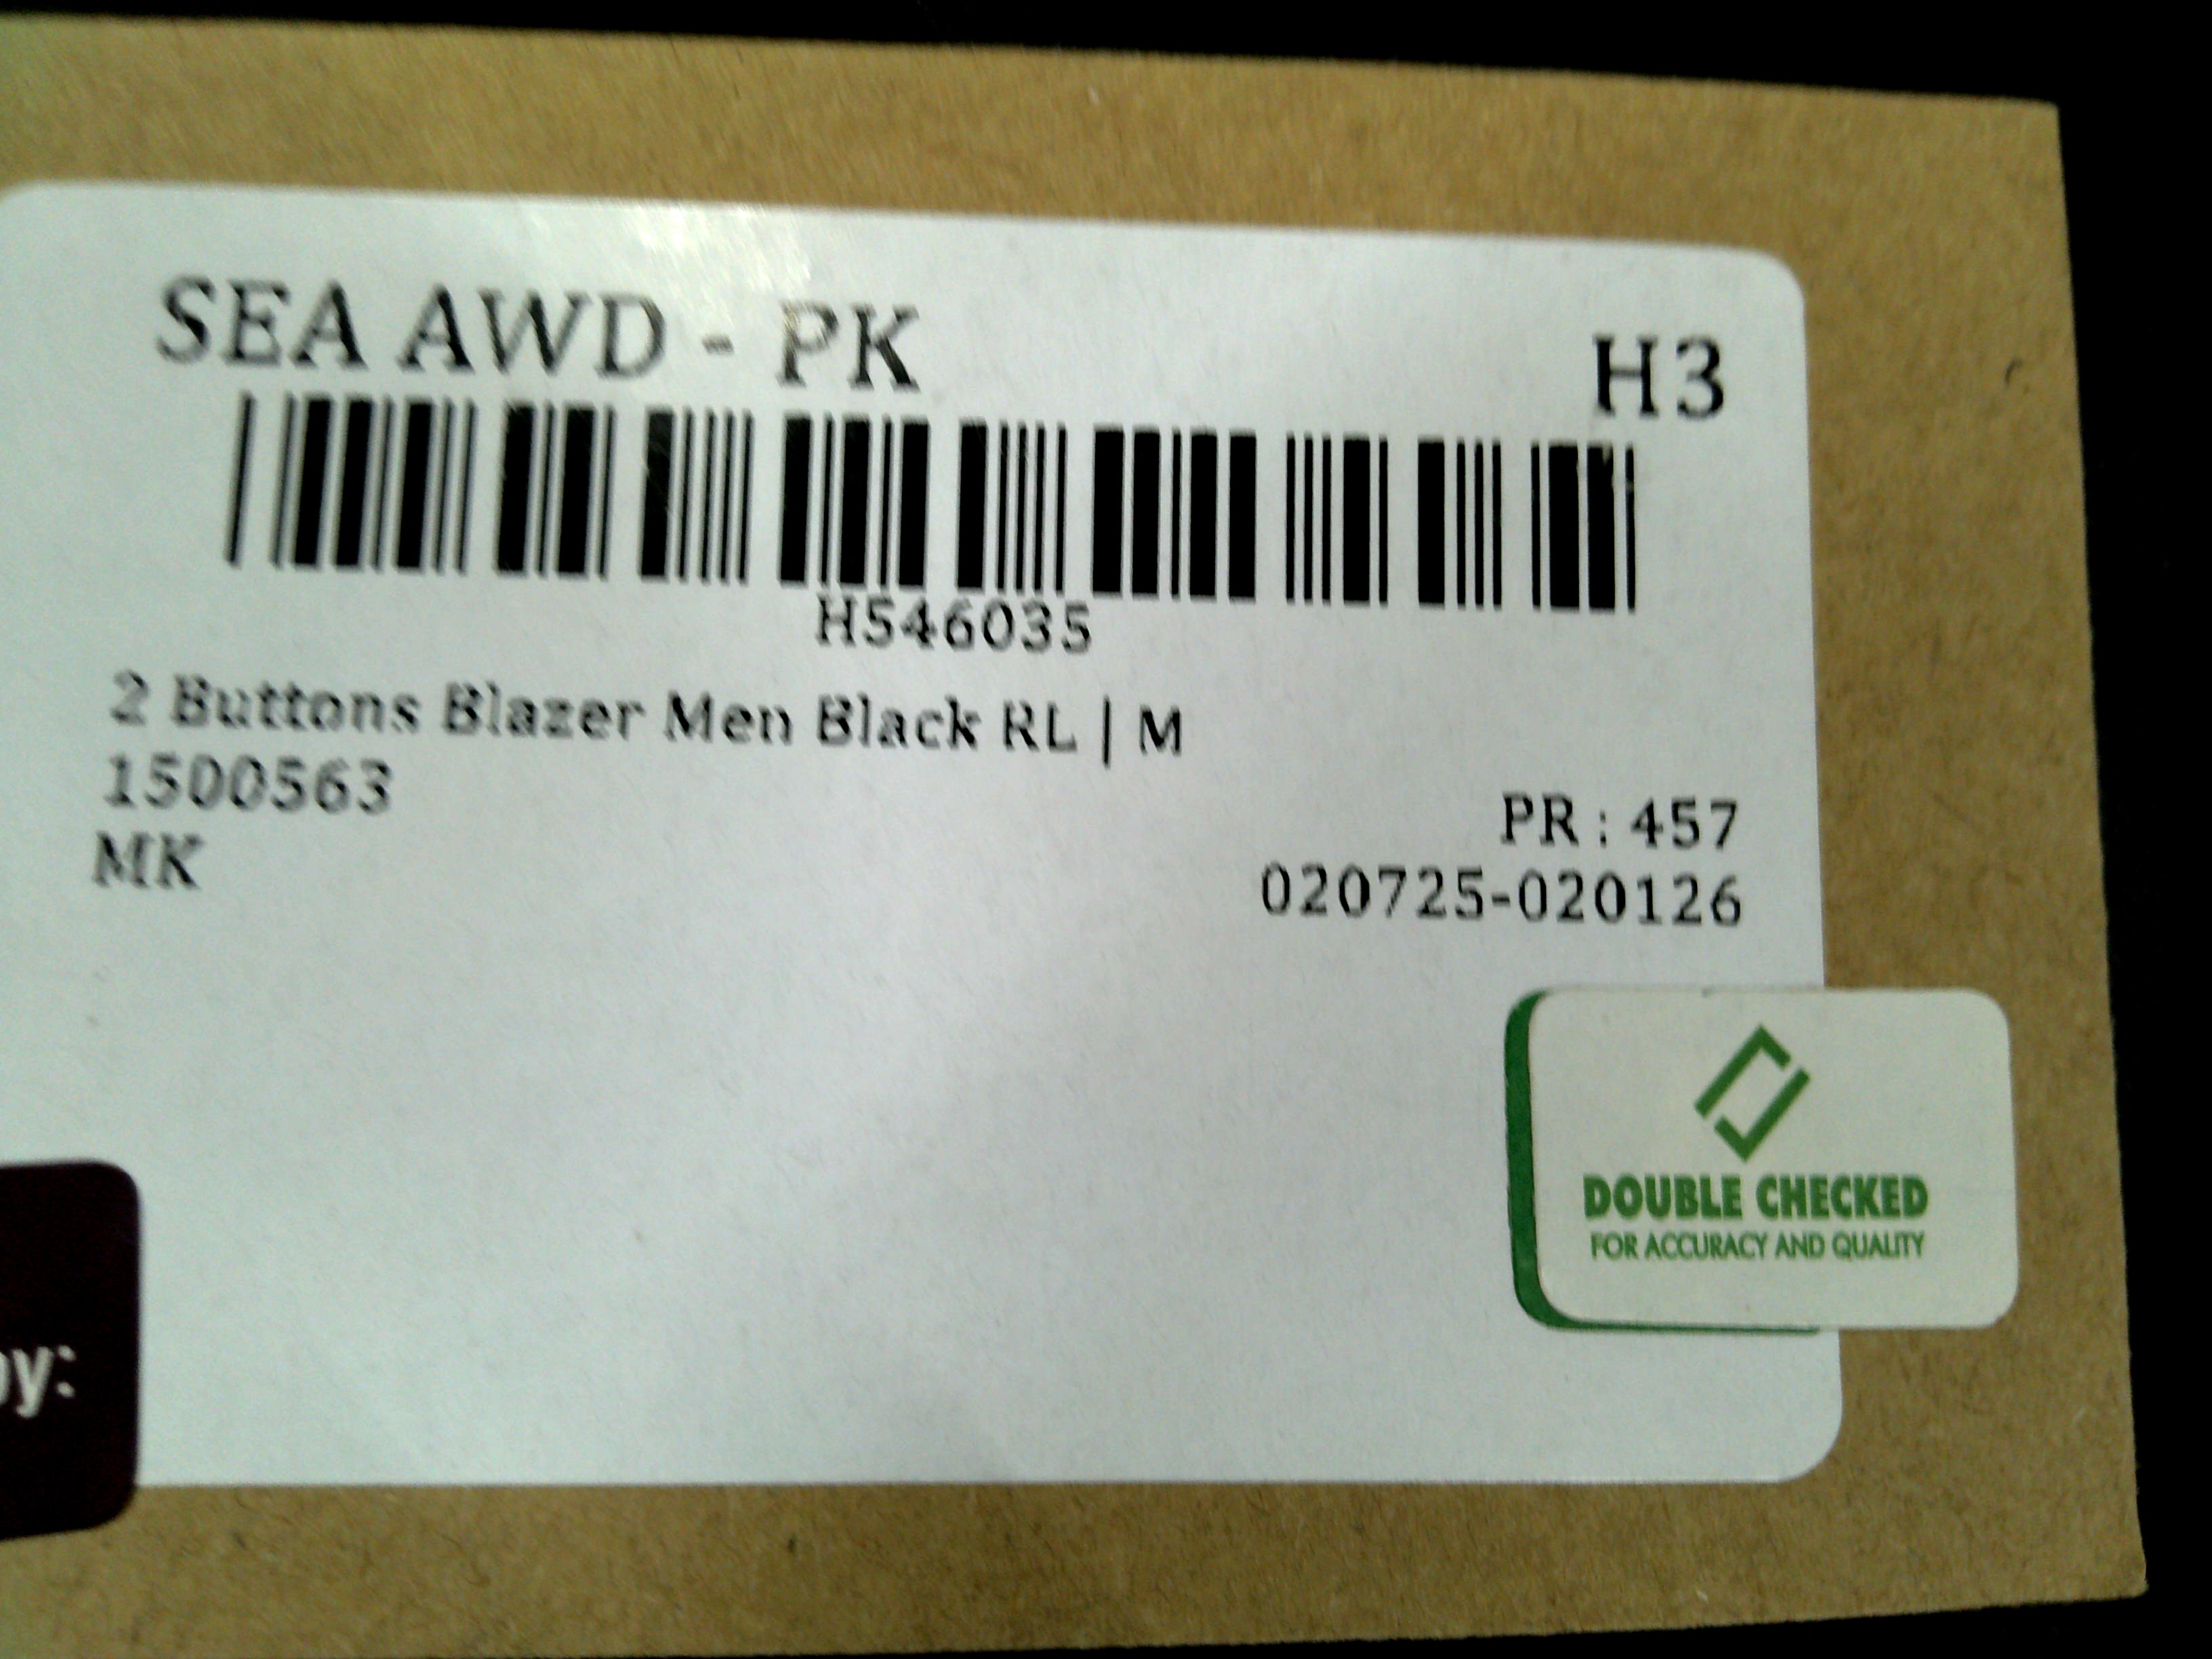 SEA AWD - PK
H3
H546035
2 Buttons Blazer Men Black RL | M
1500563
MK
PR : 457
020725-020126
DOUBLE CHECKED
FOR ACCURACY AND QUALITY
by: